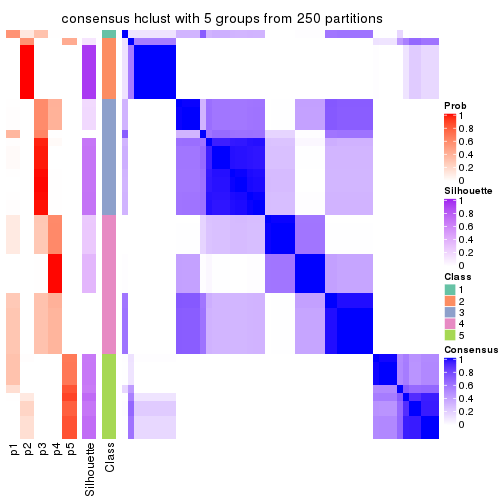 consensus hclust with 5 groups from 250 partitions
Prob
1
0.8
0.6
0.4
0.2
0
Silhouette
1
0.8
0.6
0.4
0.2
0
Class
1
2
3
4
5
Consensus
1
0.8
0.6
0.4
0.2
0
p1
p2
p3
p4
p5
Silhouette
Class